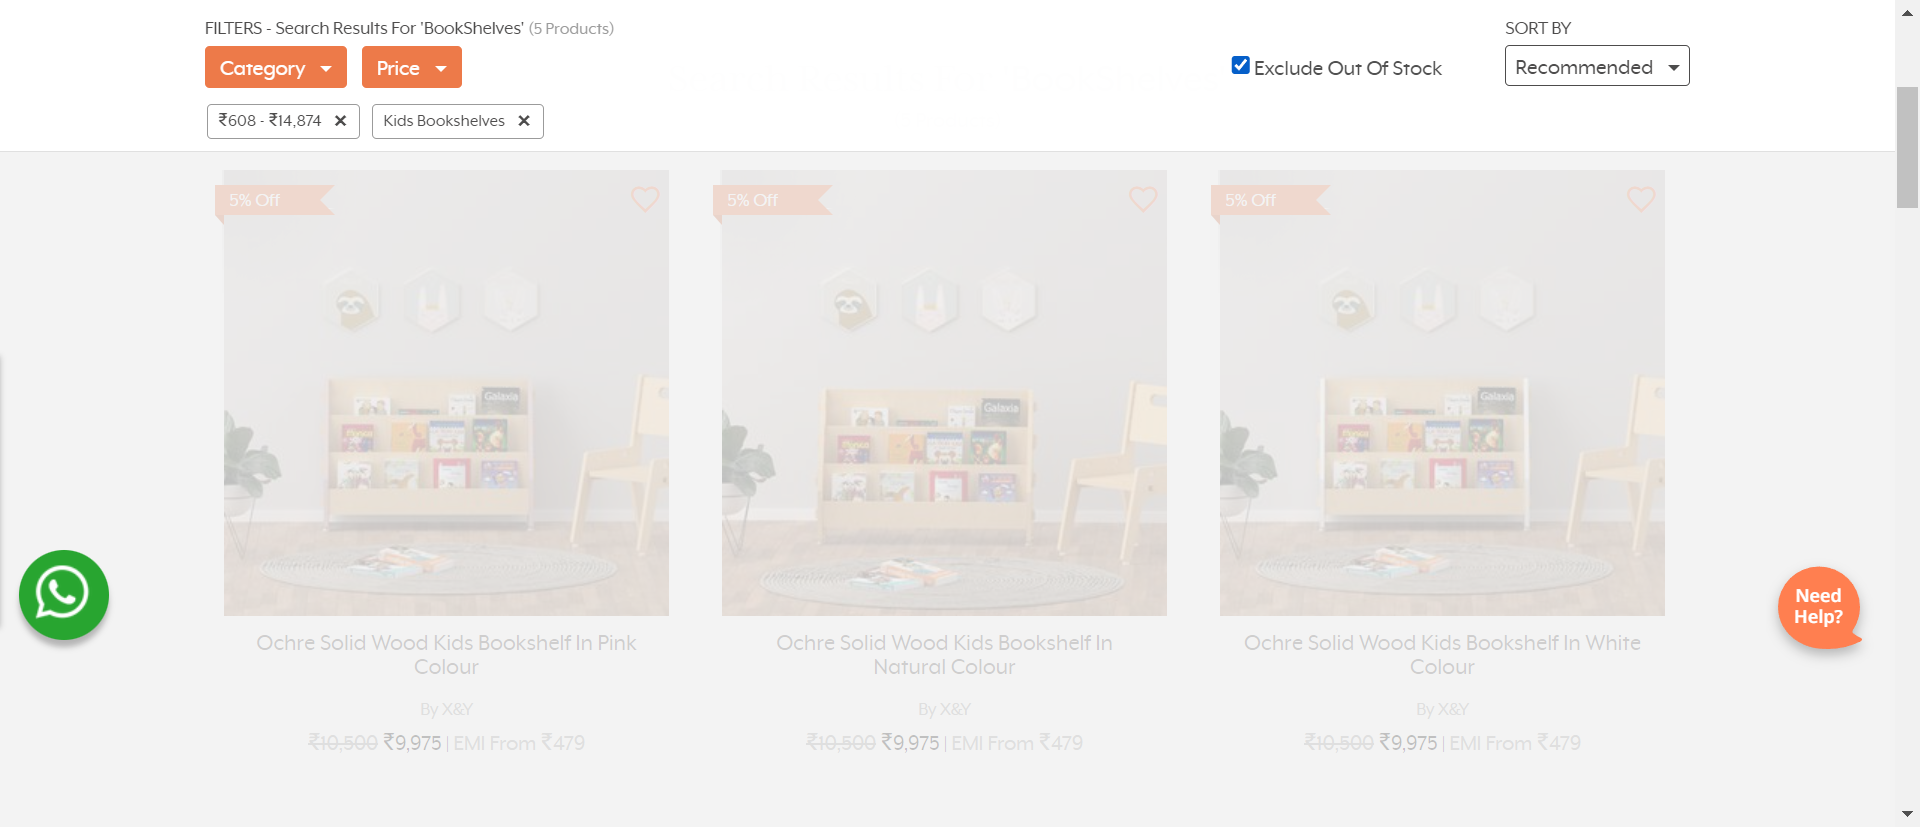 FILTERS - Search Results For 'BookShelves' (5 Products)
SORT BY
Category
Price
Exclude Out Of Stock
Recommended
₹608 - ₹14,874 ×
Kids Bookshelves ×
5% Off
5% Off
5% Off
Galaxia
Galaxia
Galaxia
Need
Help?
Ochre Solid Wood Kids Bookshelf In Pink
Colour
By X&Y
₹10,500 ₹9,975 | EMI From ₹479
Ochre Solid Wood Kids Bookshelf In
Natural Colour
By X&Y
₹10,500 ₹9,975 | EMI From ₹479
Ochre Solid Wood Kids Bookshelf In White
Colour
By X&Y
₹10,500 ₹9,975 | EMI From ₹479